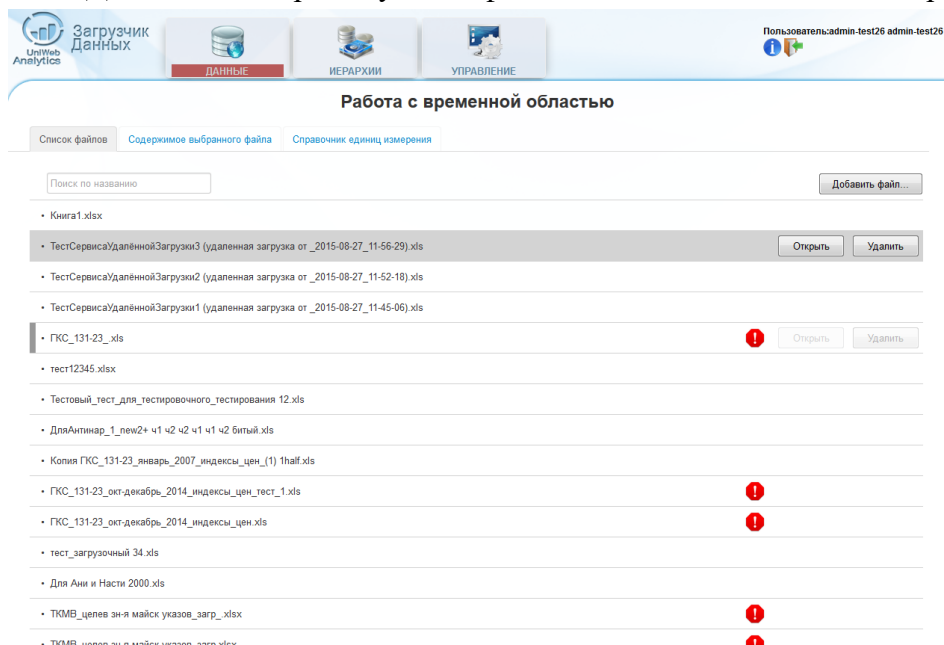 Загрузчик
Данных
UniWeb
Analytics
ДАННЫЕ
ИЕРАРХИИ
УПРАВЛЕНИЕ
Пользователь:admin-test26 admin-test26
Работа с временной областью
Список файлов
Содержимое выбранного файла
Справочник единиц измерения
Поиск по названию
Добавить файл...
• Книга1.xlsx
• ТестСервисаУдалённойЗагрузки3 (удаленная загрузка от _2015-08-27_11-56-29).xls
Открыть
Удалить
• ТестСервисаУдалённойЗагрузки2 (удаленная загрузка от _2015-08-27_11-52-18).xls
• ТестСервисаУдалённойЗагрузки1 (удаленная загрузка от _2015-08-27_11-45-06).xls
• ГКС_131-23_.xls
Открыть
Удалить
• тест12345.xlsx
• Тестовый_тест_для_тестировочного_тестирования 12.xls
• ДляАнтинар_1_new2+ ч1 ч2 ч2 ч1 ч1 ч2 битый.xls
• Копия ГКС_131-23_январь_2007_индексы_цен_(1) 1half.xls
• ГКС_131-23_окт-декабрь_2014_индексы_цен_тест_1.xls
• ГКС_131-23_окт-декабрь_2014_индексы_цен.xls
• тест_загрузочный 34.xls
• Для Ани и Насти 2000.xls
• ТКМВ_целев зн-я майск указов_загр_.xlsx
• ТКМВ_целев зн-я майск указов_загр.xlsx